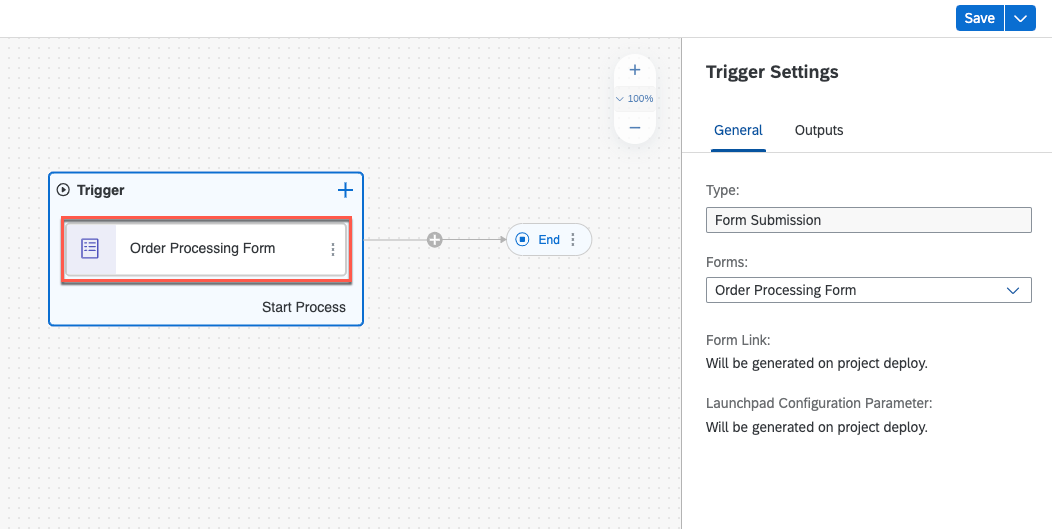 Save
100%
Trigger
Order Processing Form
Start Process
End
Trigger Settings
General Outputs
Type:
Form Submission
Forms:
Order Processing Form
Form Link:
Will be generated on project deploy.
Launchpad Configuration Parameter:
Will be generated on project deploy.